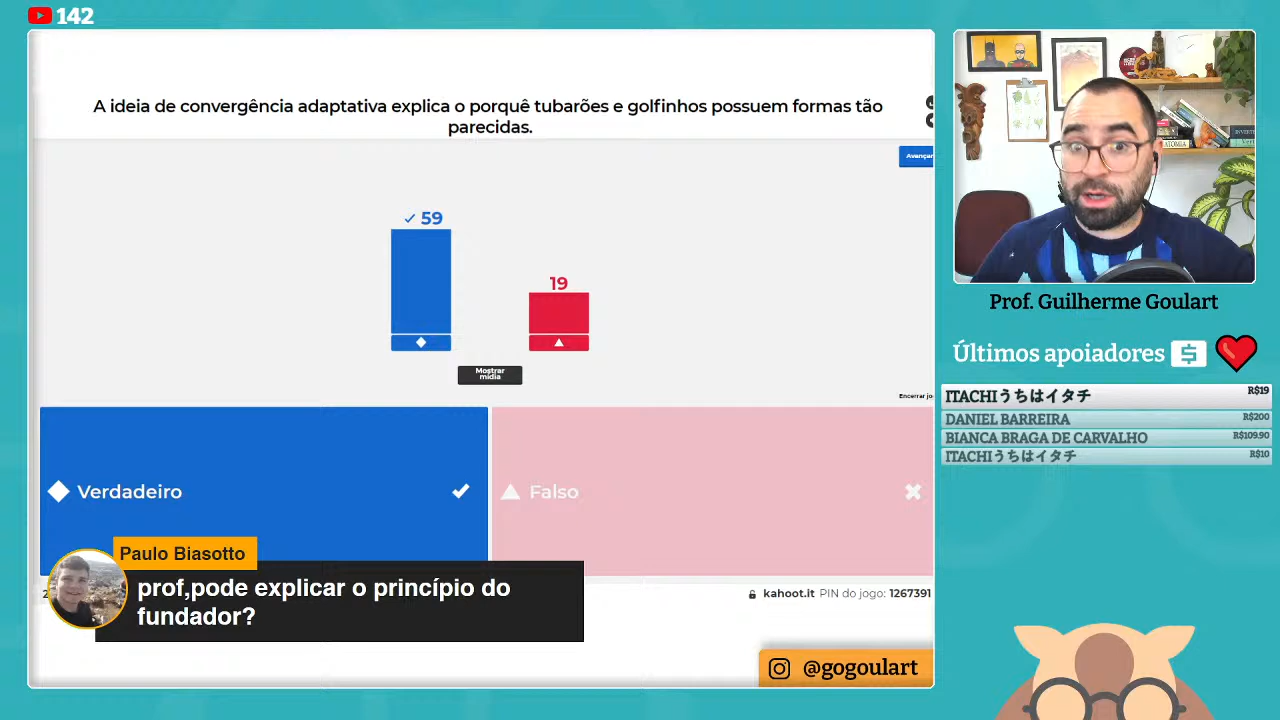 142
A ideia de convergência adaptativa explica o porquê tubarões e golfinhos possuem formas tão
parecidas.
Avançar
59
19
Mostrar
mídia
Encerrar jo
Verdadeiro
Falso
Paulo Biasotto
prof,pode explicar o princípio do
fundador?
kahoot.it PIN do jogo: 1267391
@gogoulart
Prof. Guilherme Goulart
Últimos apoiadores
ITACHIうちはイタチ R$19
DANIEL BARREIRA R$200
BIANCA BRAGA DE CARVALHO R$109.90
ITACHIうちはイタチ R$10